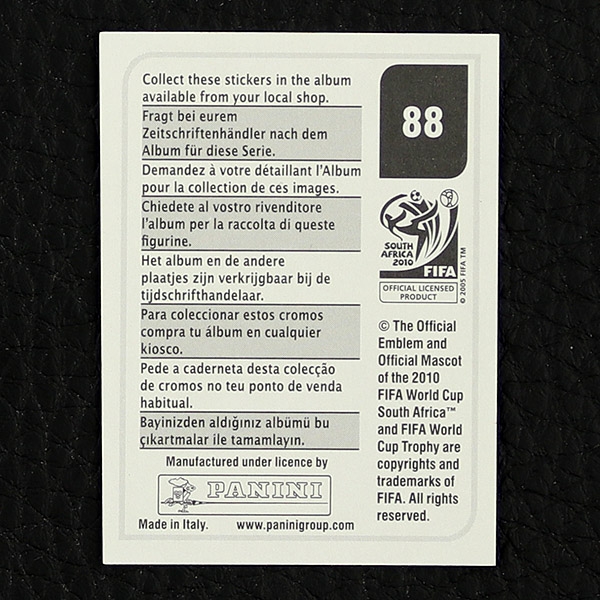 Collect these stickers in the album
available from your local shop.
Fragt bei eurem
Zeitschriftenhändler nach dem
Album für diese Serie.
Demandez à votre détaillant l'Album
pour la collection de ces images.
Chiedete al vostro rivenditore
l'album per la raccolta di queste
figurine.
Het album en de andere
plaatjes zijn verkrijgbaar bij de
tijdschrifthandelaar.
Para coleccionar estos cromos
compra tu álbum en cualquier
kiosco.
Pede a caderneta desta colecção
de cromos no teu ponto de venda
habitual.
Bayinizden aldığınız albümü bu
çıkartmalar ile tamamlayın.
Manufactured under licence by
PANINI
Made in Italy. www.paninigroup.com
88
SOUTH
AFRICA
2010
FIFA
OFFICIAL LICENSED
PRODUCT
© 2005 FIFA TM
© The Official
Emblem and
Official Mascot
of the 2010
FIFA World Cup
South Africa™
and FIFA World
Cup Trophy are
copyrights and
trademarks of
FIFA. All rights
reserved.